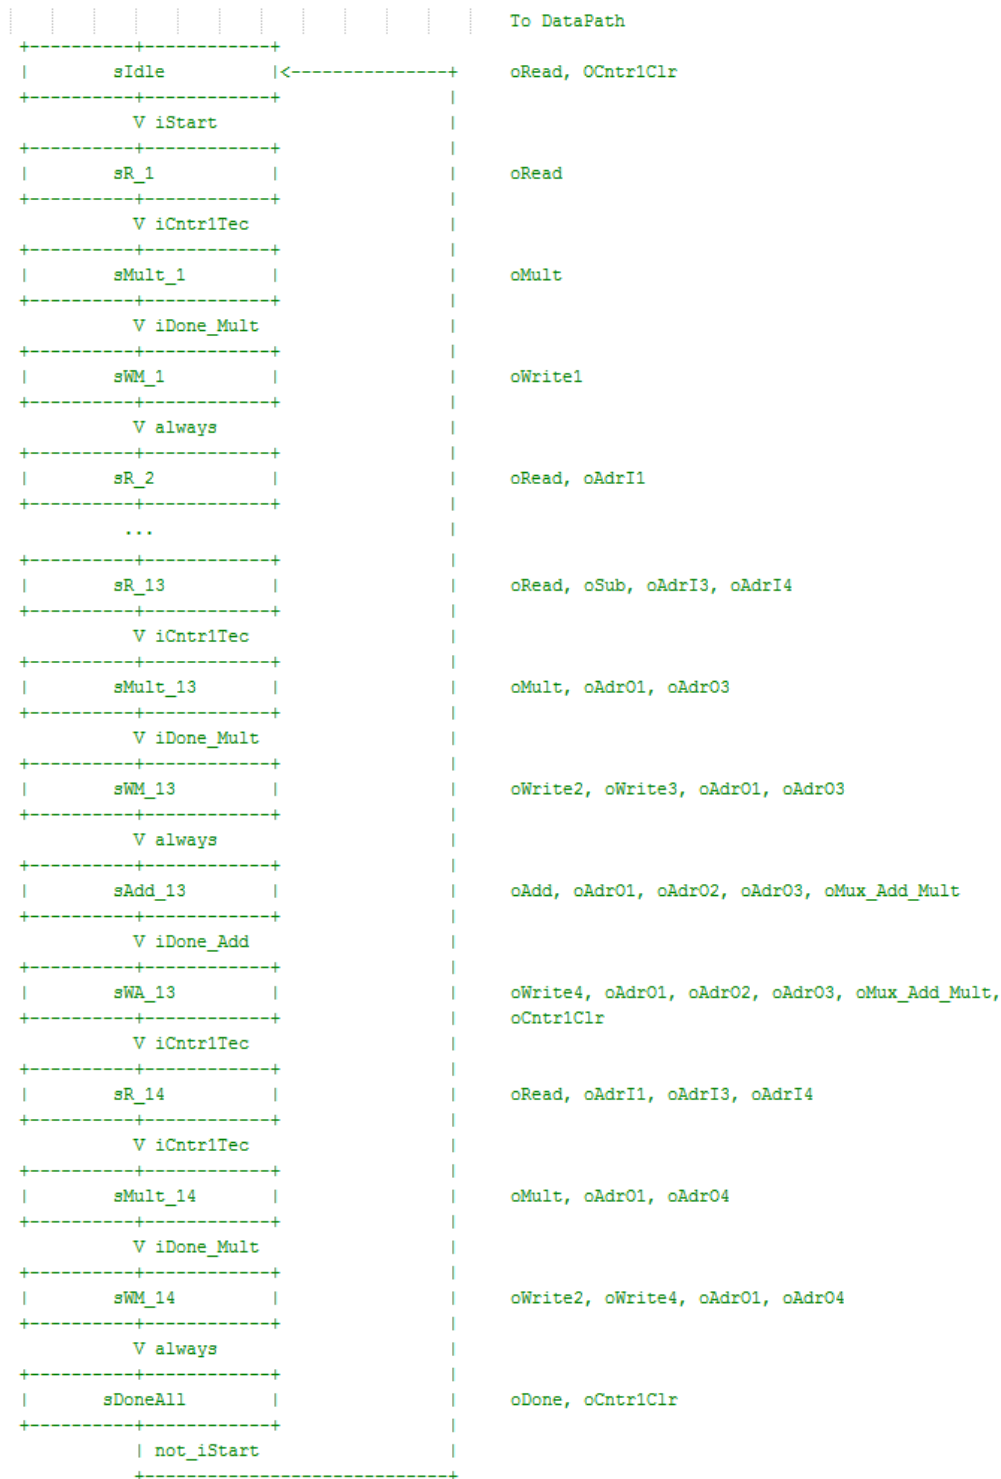 To DataPath
sIdle oRead, OCntr1Clr
V iStart
sR_1 oRead
V iCntr1Tec
sMult_1 oMult
V iDone_Mult
sWM_1 oWrite1
V always
sR_2 oRead, oAdrI1
...
sR_13 oRead, oSub, oAdrI3, oAdrI4
V iCntr1Tec
sMult_13 oMult, oAdrO1, oAdrO3
V iDone_Mult
sWM_13 oWrite2, oWrite3, oAdrO1, oAdrO3
V always
sAdd_13 oAdd, oAdrO1, oAdrO2, oAdrO3, oMux_Add_Mult
V iDone_Add
sWA_13 oWrite4, oAdrO1, oAdrO2, oAdrO3, oMux_Add_Mult,
oCntr1Clr
V iCntr1Tec
sR_14 oRead, oAdrI1, oAdrI3, oAdrI4
V iCntr1Tec
sMult_14 oMult, oAdrO1, oAdrO4
V iDone_Mult
sWM_14 oWrite2, oWrite4, oAdrO1, oAdrO4
V always
sDoneAll oDone, oCntr1Clr
not_iStart